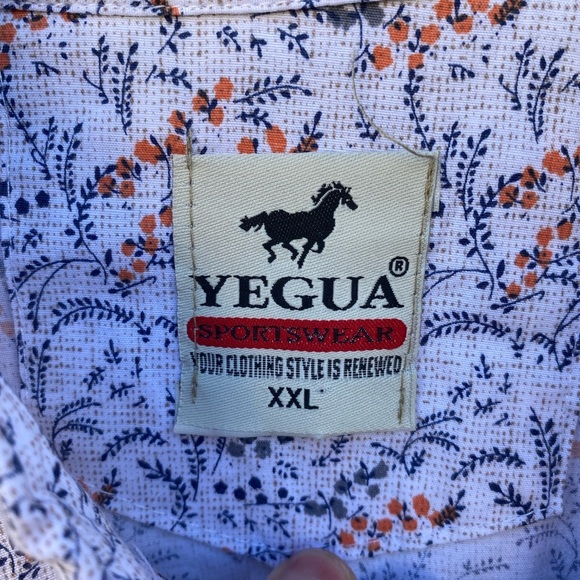 YEGUA®
SPORTSWEAR
YOUR CLOTHING STYLE IS RENEWED
XXL